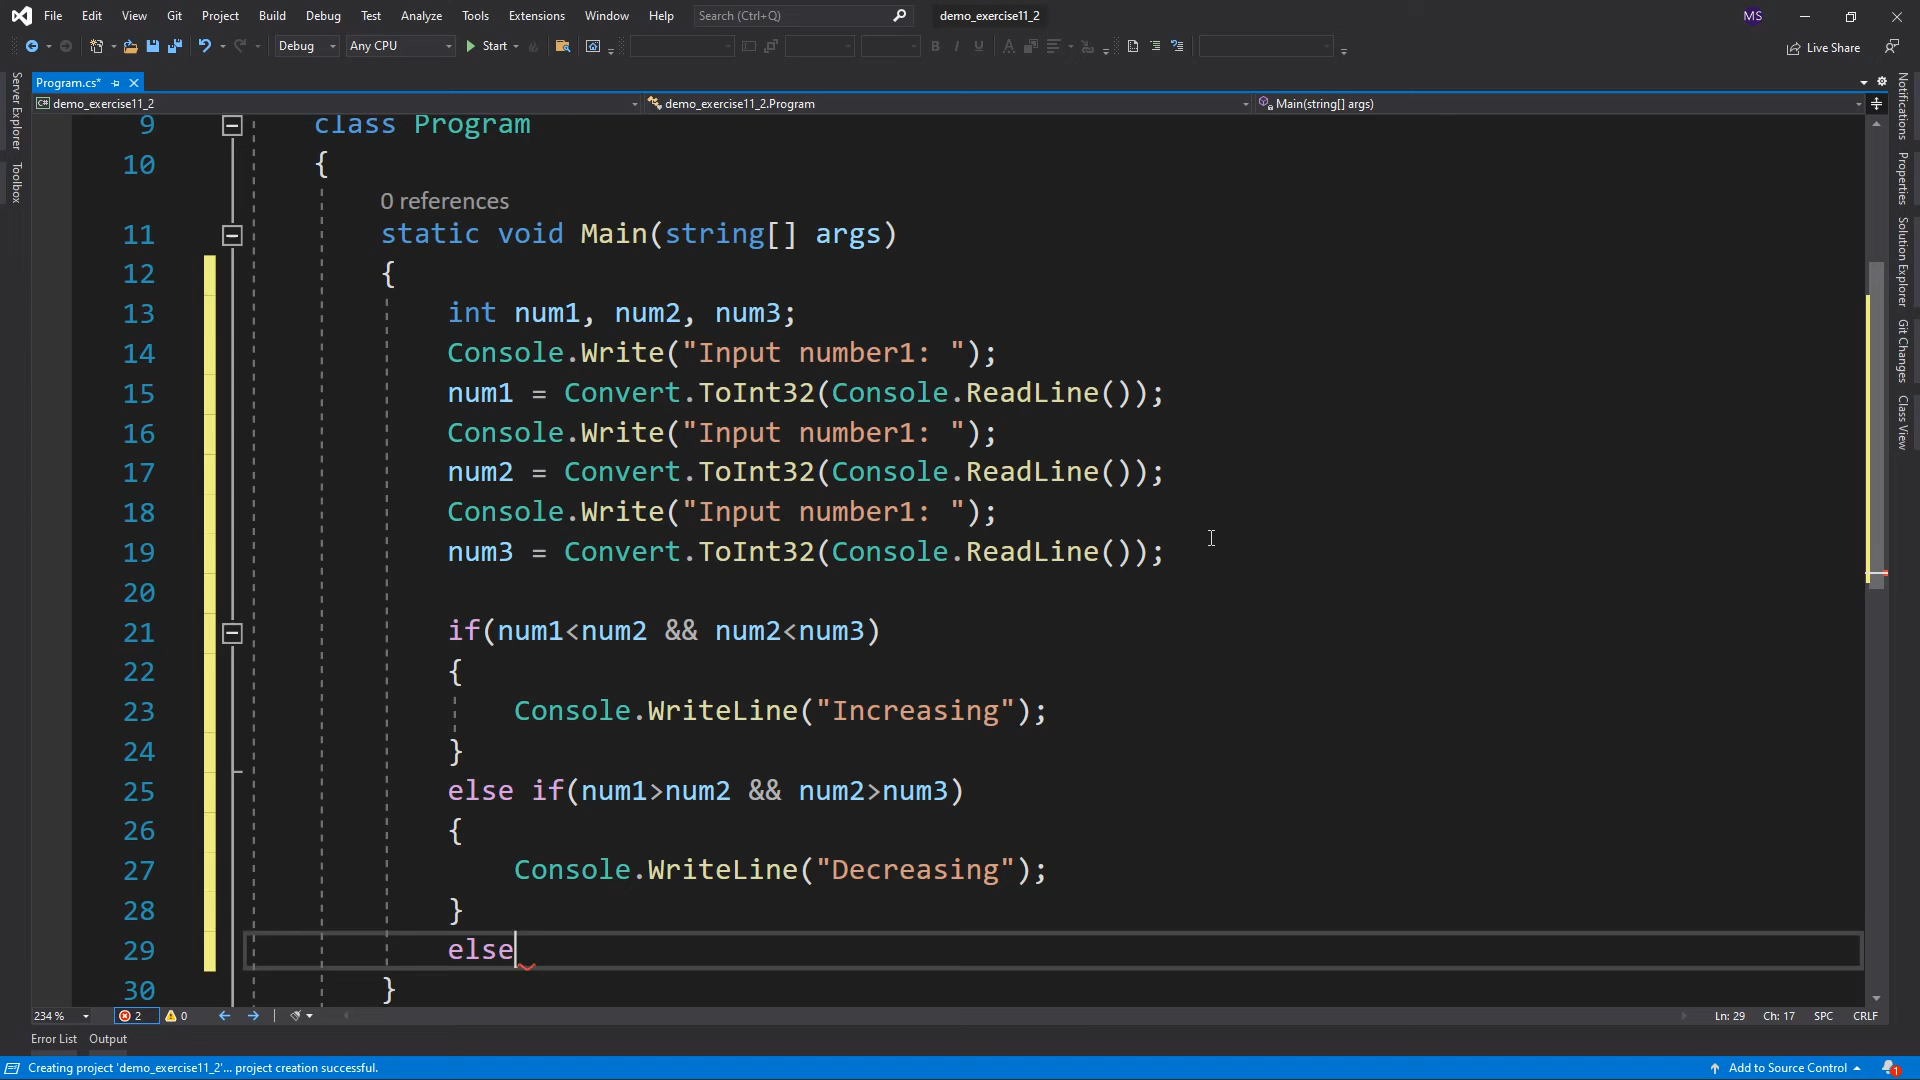 File Edit View Git Project Build Debug Test Analyze Tools Extensions Window Help Search (Ctrl+Q) demo_exercise11_2 MS
Debug Any CPU Start Live Share
Program.cs*
demo_exercise11_2 demo_exercise11_2.Program Main(string[] args)
Server Explorer
Toolbox
9 class Program
10 {
0 references
11 static void Main(string[] args)
12 {
13 int num1, num2, num3;
14 Console.Write("Input number1: ");
15 num1 = Convert.ToInt32(Console.ReadLine());
16 Console.Write("Input number1: ");
17 num2 = Convert.ToInt32(Console.ReadLine());
18 Console.Write("Input number1: ");
19 num3 = Convert.ToInt32(Console.ReadLine());
20
21 if(num1<num2 && num2<num3)
22 {
23 Console.WriteLine("Increasing");
24 }
25 else if(num1>num2 && num2>num3)
26 {
27 Console.WriteLine("Decreasing");
28 }
29 else
30 }
Notifications
Properties
Solution Explorer
Git Changes
Class View
234 % 2 0 Ln: 29 Ch: 17 SPC CRLF
Error List Output
Creating project 'demo_exercise11_2'... project creation successful. Add to Source Control 1